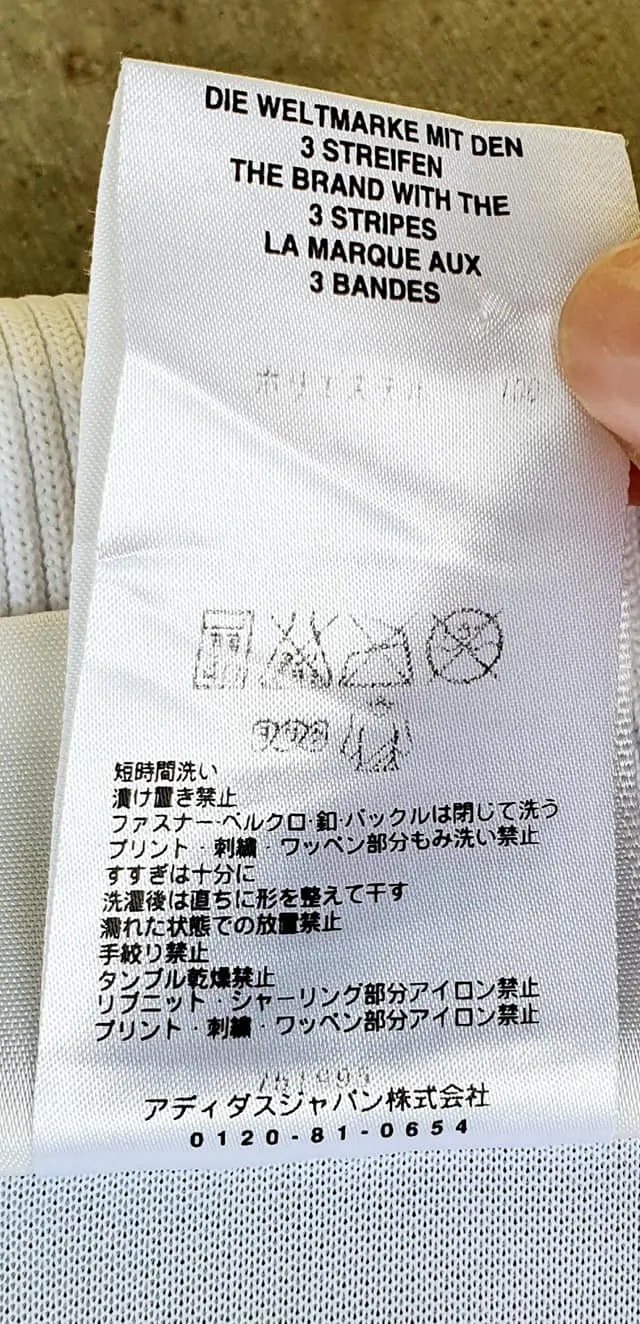 DIE WELTMARKE MIT DEN
3 STREIFEN
THE BRAND WITH THE
3 STRIPES
LA MARQUE AUX
3 BANDES
ポリエステル 100
短時間洗い
漬け置き禁止
ファスナー・ベルクロ・釦・バックルは閉じて洗う
プリント・刺繍・ワッペン部分もみ洗い禁止
すすぎは十分に
洗濯後は直ちに形を整えて干す
濡れた状態での放置禁止
手絞り禁止
タンブル乾燥禁止
リブニット・シャーリング部分アイロン禁止
プリント・刺繍・ワッペン部分アイロン禁止
アディダスジャパン株式会社
0120-81-0654